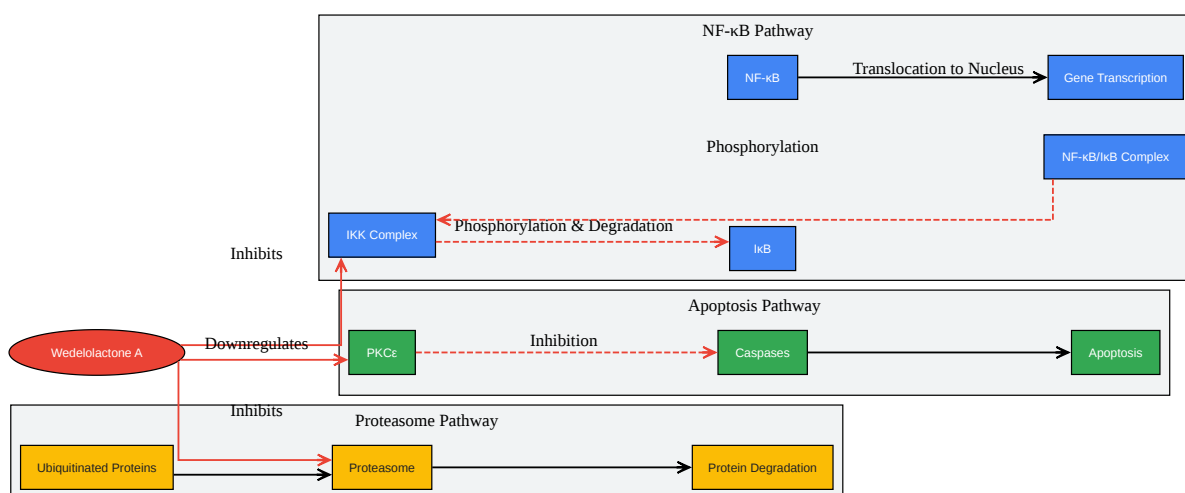 NF-κB Pathway
NF-κB
Translocation to Nucleus
Gene Transcription
Phosphorylation
NF-κB/IκB Complex
IKK Complex
Phosphorylation & Degradation
IκB
Inhibits
Apoptosis Pathway
Wedelolactone A
Downregulates
PKCε
Inhibition
Caspases
Apoptosis
Inhibits
Proteasome Pathway
Ubiquitinated Proteins
Proteasome
Protein Degradation